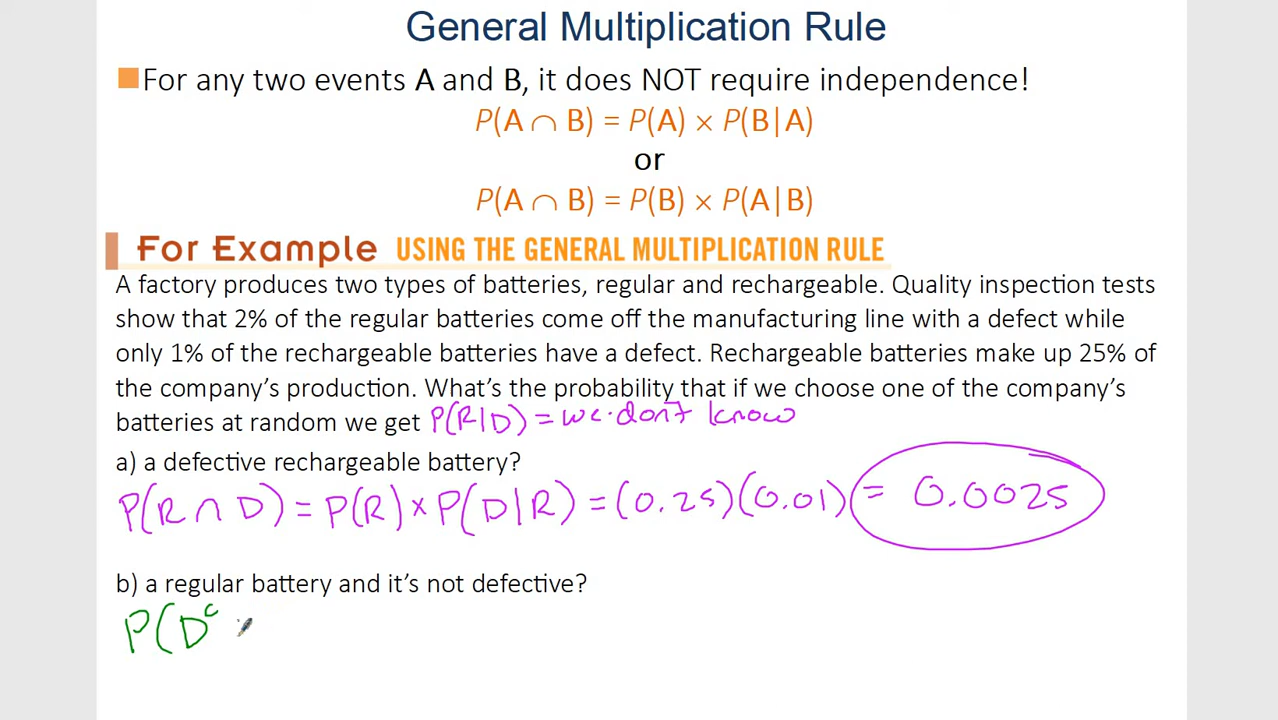 General Multiplication Rule
For any two events A and B, it does NOT require independence!
P(A ∩ B) = P(A) × P(B|A)
or
P(A ∩ B) = P(B) × P(A|B)
For Example USING THE GENERAL MULTIPLICATION RULE
A factory produces two types of batteries, regular and rechargeable. Quality inspection tests
show that 2% of the regular batteries come off the manufacturing line with a defect while
only 1% of the rechargeable batteries have a defect. Rechargeable batteries make up 25% of
the company's production. What's the probability that if we choose one of the company's
batteries at random we get P(R|D) = we don't know
a) a defective rechargeable battery?
P(R ∩ D) = P(R) × P(D|R) = (0.25)(0.01) = 0.0025
b) a regular battery and it's not defective?
P(Dᶜ